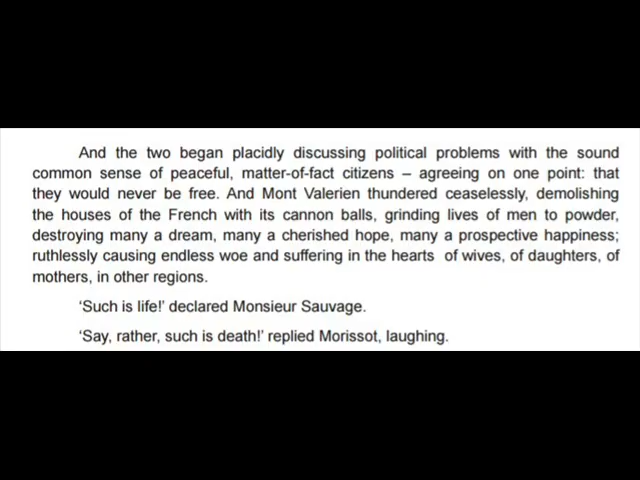 And the two began placidly discussing political problems with the sound
common sense of peaceful, matter-of-fact citizens – agreeing on one point: that
they would never be free. And Mont Valerien thundered ceaselessly, demolishing
the houses of the French with its cannon balls, grinding lives of men to powder,
destroying many a dream, many a cherished hope, many a prospective happiness;
ruthlessly causing endless woe and suffering in the hearts of wives, of daughters, of
mothers, in other regions.
‘Such is life!’ declared Monsieur Sauvage.
‘Say, rather, such is death!’ replied Morissot, laughing.